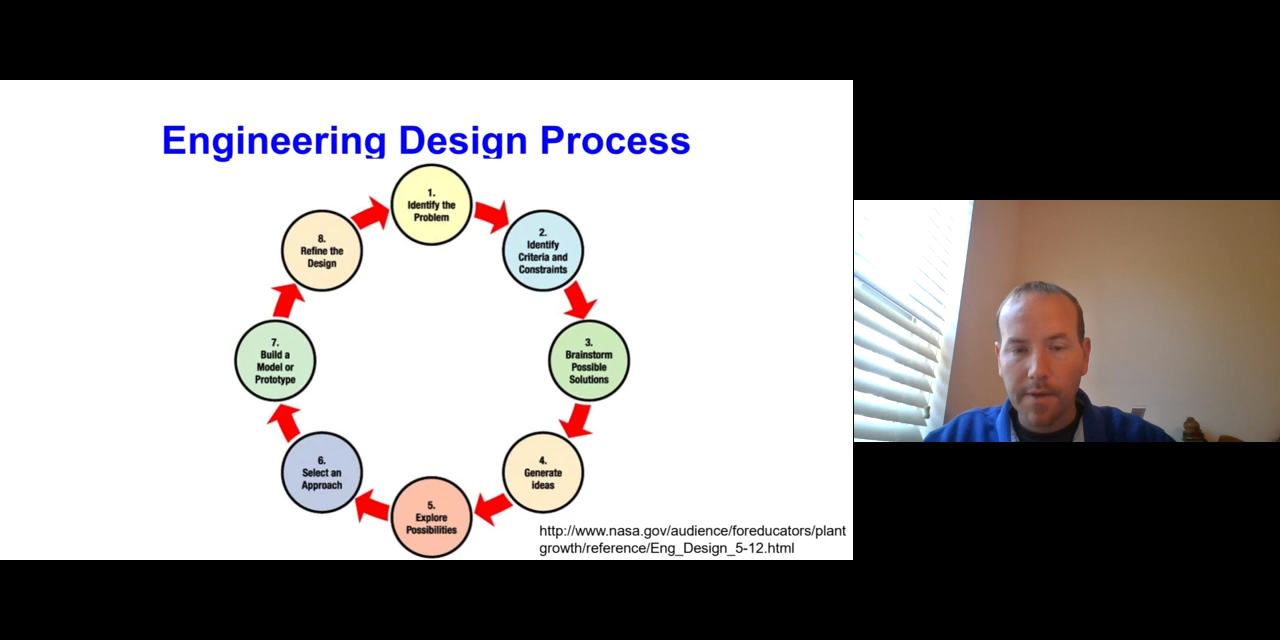 Engineering Design Process
1.
Identify the
Problem
2.
Identify
Criteria and
Constraints
3.
Brainstorm
Possible
Solutions
4.
Generate
ideas
5.
Explore
Possibilities
6.
Select an
Approach
7.
Build a
Model or
Prototype
8.
Refine the
Design
http://www.nasa.gov/audience/foreducators/plant
growth/reference/Eng_Design_5-12.html